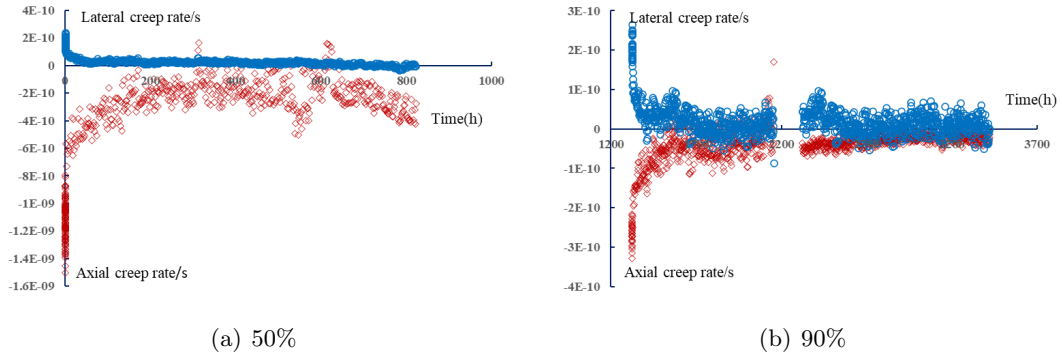 4E-10
Lateral creep rate/s
2E-10
0
0
200
400
600
800
1000
-2E-10
-4E-10
Time(h)
-6E-10
-8E-10
-1E-09
-1.2E-09
-1.4E-09
Axial creep rate/s
-1.6E-09
(a) 50%
3E-10
Lateral creep rate/s
2E-10
1E-10
Time(h)
0
1200
2200
3700
-1E-10
-2E-10
-3E-10
Axial creep rate/s
-4E-10
(b) 90%